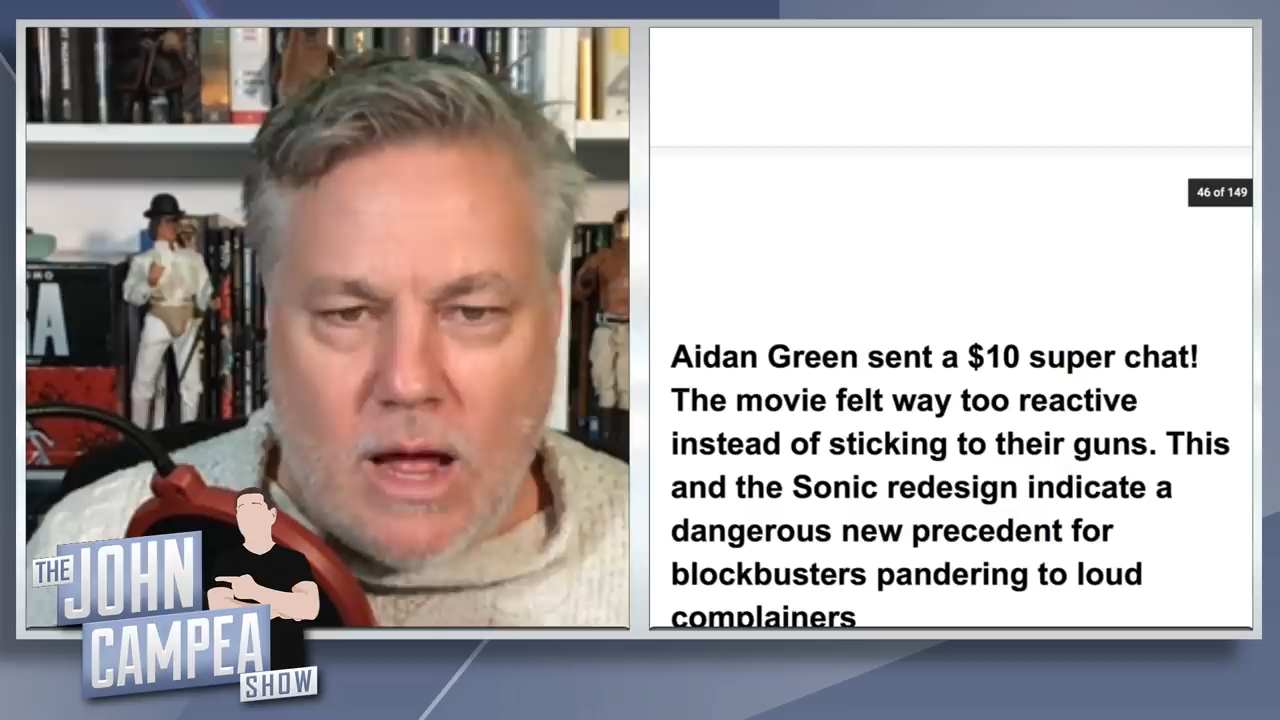 46 of 149
Aidan Green sent a $10 super chat!
The movie felt way too reactive
instead of sticking to their guns. This
and the Sonic redesign indicate a
dangerous new precedent for
blockbusters pandering to loud
complainers
THE
JOHN
CAMPEA
SHOW